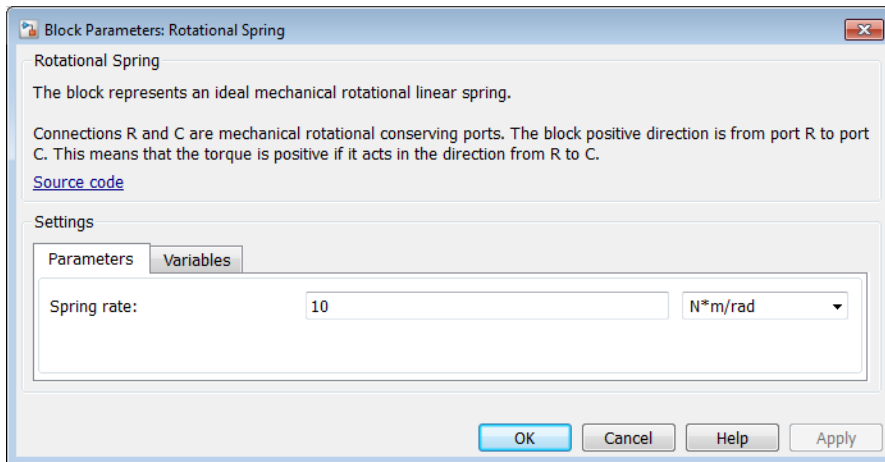 Block Parameters: Rotational Spring
Rotational Spring
The block represents an ideal mechanical rotational linear spring.
Connections R and C are mechanical rotational conserving ports. The block positive direction is from port R to port
C. This means that the torque is positive if it acts in the direction from R to C.
Source code
Settings
Parameters Variables
Spring rate: 10 N*m/rad
OK Cancel Help Apply